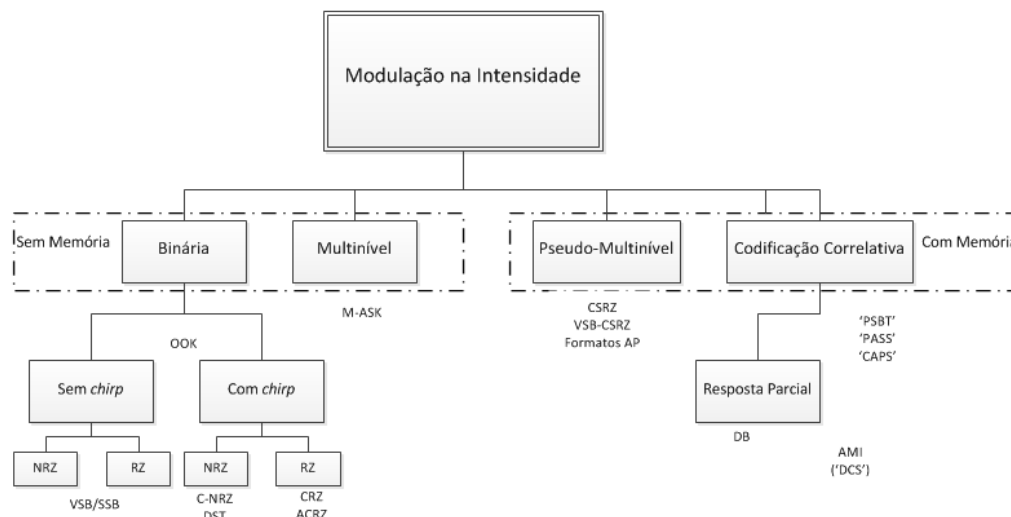 Modulação na Intensidade
Sem Memória
Binária
Multinível
Pseudo-Multinível
Codificação Correlativa
Com Memória
M-ASK
CSRZ
VSB-CSRZ
Formatos AP
'PSBT'
'PASS'
'CAPS'
OOK
Sem chirp
Com chirp
Resposta Parcial
DB
NRZ
RZ
NRZ
RZ
AMI
('DCS')
VSB/SSB
C-NRZ
DST
CRZ
ACRZ